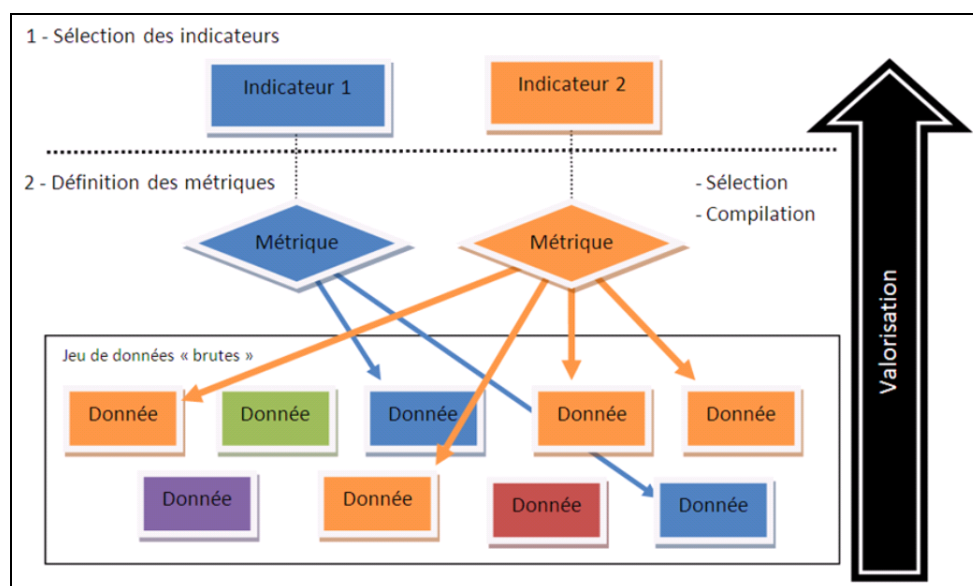 1 - Sélection des indicateurs
Indicateur 1
Indicateur 2
2 - Définition des métriques
- Sélection
- Compilation
Métrique
Métrique
Valorisation
Jeu de données « brutes »
Donnée
Donnée
Donnée
Donnée
Donnée
Donnée
Donnée
Donnée
Donnée